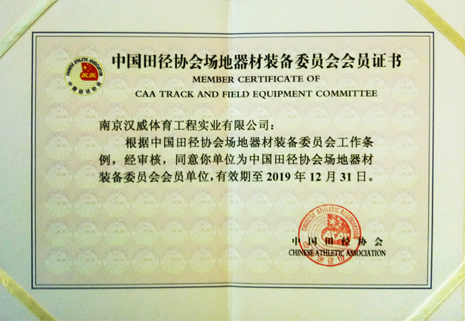 中国田径协会场地器材装备委员会会员证书
MEMBER CERTIFICATE OF
CAA TRACK AND FIELD EQUIPMENT COMMITTEE
南京汉威体育工程实业有限公司：
根据中国田径协会场地器材装备委员会工作条
例，经审核，同意你单位为中国田径协会场地器材
装备委员会会员单位，有效期至 2019 年 12 月 31 日。
中国田径协会
CHINESE ATHLETIC ASSOCIATION